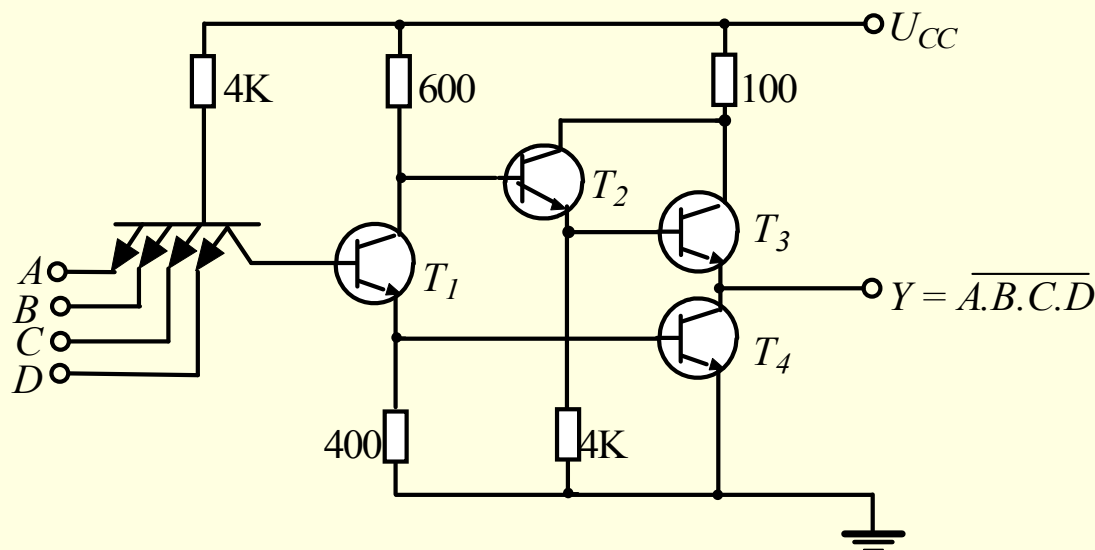 U_CC
4K
600
100
T_2
T_3
A
T_1
B
Y = \overline{A.B.C.D}
C
T_4
D
400
4K